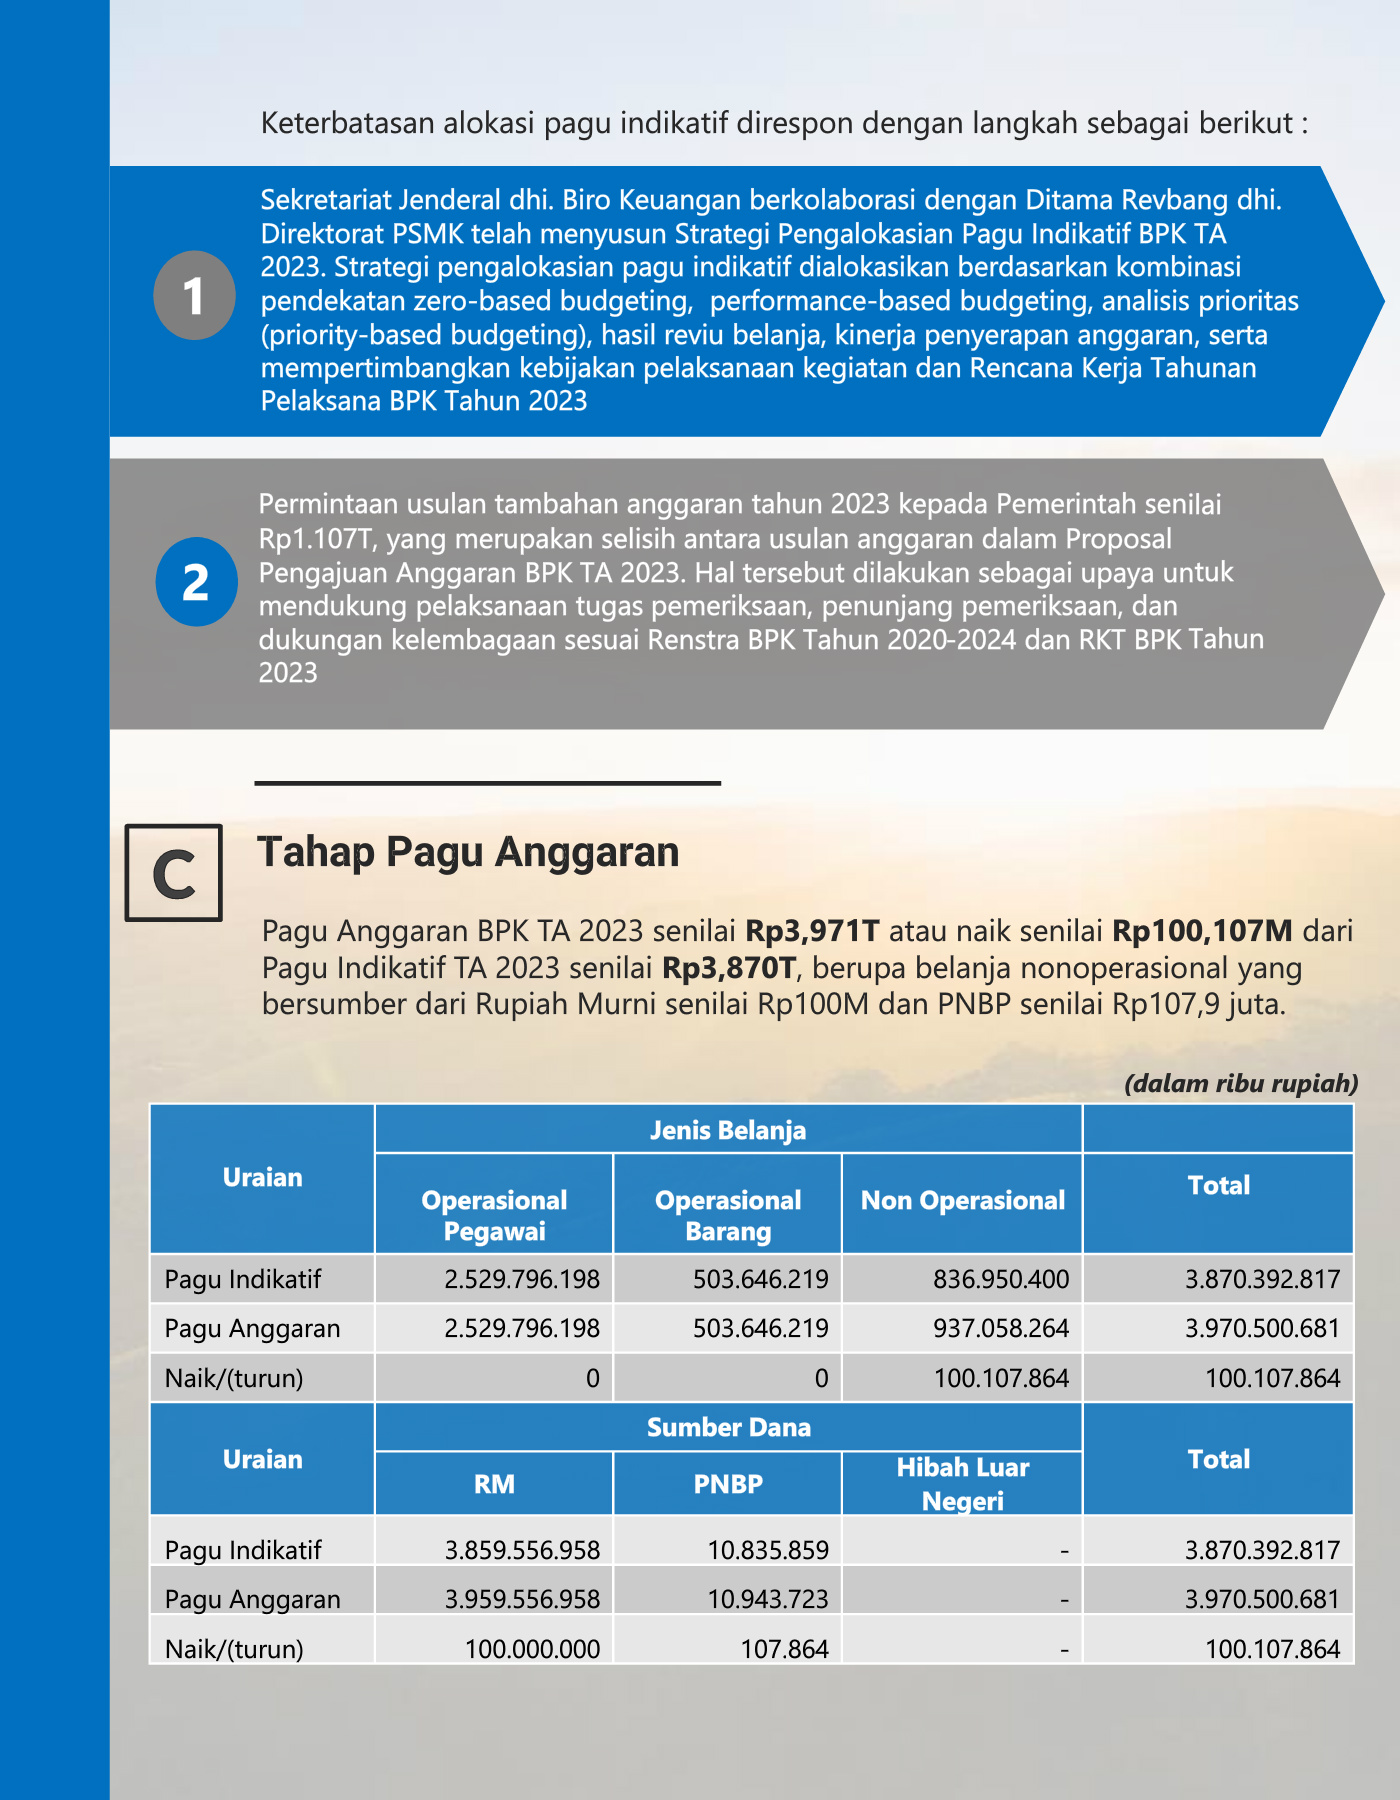 Keterbatasan alokasi pagu indikatif direspon dengan langkah sebagai berikut :
1
Sekretariat Jenderal dhi. Biro Keuangan berkolaborasi dengan Ditama Revbang dhi.
Direktorat PSMK telah menyusun Strategi Pengalokasian Pagu Indikatif BPK TA
2023. Strategi pengalokasian pagu indikatif dialokasikan berdasarkan kombinasi
pendekatan zero-based budgeting,  performance-based budgeting, analisis prioritas
(priority-based budgeting), hasil reviu belanja, kinerja penyerapan anggaran, serta
mempertimbangkan kebijakan pelaksanaan kegiatan dan Rencana Kerja Tahunan
Pelaksana BPK Tahun 2023
2
Permintaan usulan tambahan anggaran tahun 2023 kepada Pemerintah senilai
Rp1.107T, yang merupakan selisih antara usulan anggaran dalam Proposal
Pengajuan Anggaran BPK TA 2023. Hal tersebut dilakukan sebagai upaya untuk
mendukung pelaksanaan tugas pemeriksaan, penunjang pemeriksaan, dan
dukungan kelembagaan sesuai Renstra BPK Tahun 2020-2024 dan RKT BPK Tahun
2023
C
Tahap Pagu Anggaran
Pagu Anggaran BPK TA 2023 senilai Rp3,971T atau naik senilai Rp100,107M dari
Pagu Indikatif TA 2023 senilai Rp3,870T, berupa belanja nonoperasional yang
bersumber dari Rupiah Murni senilai Rp100M dan PNBP senilai Rp107,9 juta.
(dalam ribu rupiah)
Uraian Jenis Belanja Total
Operasional Pegawai Operasional Barang Non Operasional
Pagu Indikatif 2.529.796.198 503.646.219 836.950.400 3.870.392.817
Pagu Anggaran 2.529.796.198 503.646.219 937.058.264 3.970.500.681
Naik/(turun) 0 0 100.107.864 100.107.864
Uraian Sumber Dana Total
RM PNBP Hibah Luar Negeri
Pagu Indikatif 3.859.556.958 10.835.859 - 3.870.392.817
Pagu Anggaran 3.959.556.958 10.943.723 - 3.970.500.681
Naik/(turun) 100.000.000 107.864 - 100.107.864